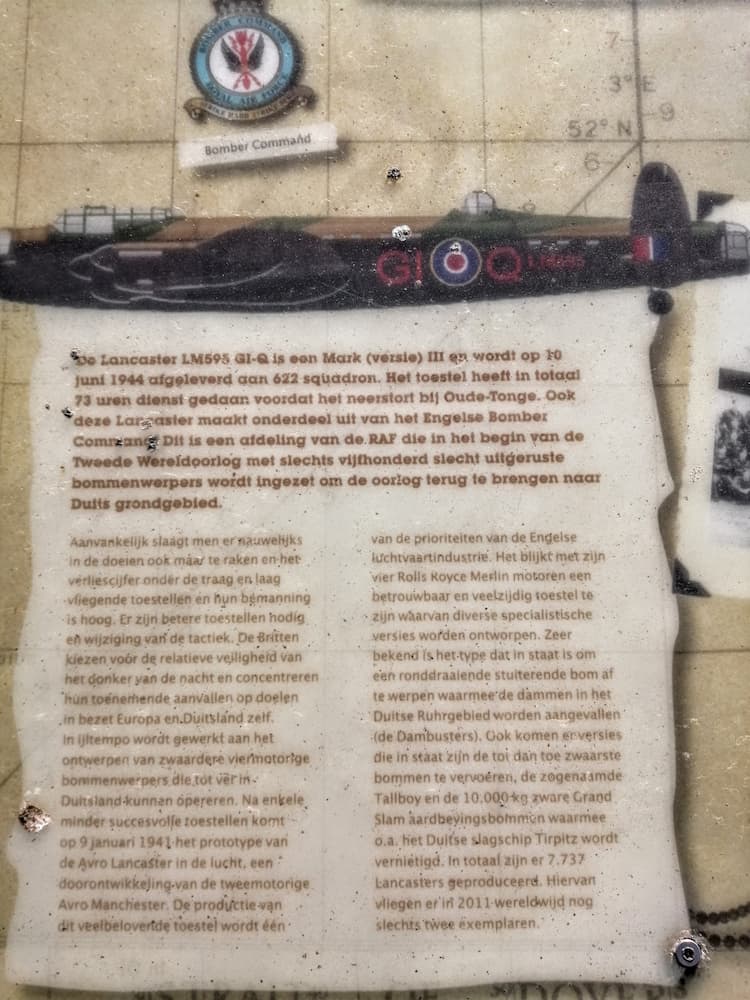 BOMBER COMMAND
ROYAL AIR FORCE
STRIKE HARD STRIKE SURE
Bomber Command
7
3° E
9
52° N
6
8
GI Q
De Lancaster LM595 GI-Q is een Mark (versie) III en wordt op 10
juni 1944 afgeleverd aan 622 squadron. Het toestel heeft in totaal
73 uren dienst gedaan voordat het neerstort bij Oude-Tonge. Ook
deze Lancaster maakt onderdeel uit van het Engelse Bomber
Command. Dit is een afdeling van de RAF die in het begin van de
Tweede Wereldoorlog met slechts vijfhonderd slecht uitgeruste
bommenwerpers wordt ingezet om de oorlog terug te brengen naar
Duits grondgebied.
Aanvankelijk slaagt men er nauwelijks
in de doelen ook maar te raken en het
verliescijfer onder de traag en laag
vliegende toestellen en hun bemanning
is hoog. Er zijn betere toestellen nodig
en wijziging van de tactiek. De Britten
kiezen voor de relatieve veiligheid van
het donker van de nacht en concentreren
hun toenemende aanvallen op doelen
in bezet Europa en Duitsland zelf.
In ijltempo wordt gewerkt aan het
ontwerpen van zwaardere viermotorige
bommenwerpers die tot ver in
Duitsland kunnen opereren. Na enkele
minder succesvolle toestellen komt
op 9 januari 1941 het prototype van
de Avro Lancaster in de lucht, een
doorontwikkeling van de tweemotorige
Avro Manchester. De productie van
dit veelbelovende toestel wordt één
van de prioriteiten van de Engelse
luchtvaartindustrie. Het blijkt met zijn
vier Rolls Royce Merlin motoren een
betrouwbaar en veelzijdig toestel te
zijn waarvan diverse specialistische
versies worden ontworpen. Zeer
bekend is het type dat in staat is om
een ronddraaiende stuiterende bom af
te werpen waarmee de dammen in het
Duitse Ruhrgebied worden aangevallen
(de Dambusters). Ook komen er versies
die in staat zijn de tot dan toe zwaarste
bommen te vervoeren, de zogenaamde
Tallboy en de 10.000 kg zware Grand
Slam aardbevingsbommen waarmee
o.a. het Duitse slagschip Tirpitz wordt
vernietigd. In totaal zijn er 7.737
Lancasters geproduceerd. Hiervan
vliegen er in 2011 wereldwijd nog
slechts twee exemplaren.
STRAIT OF DOVER